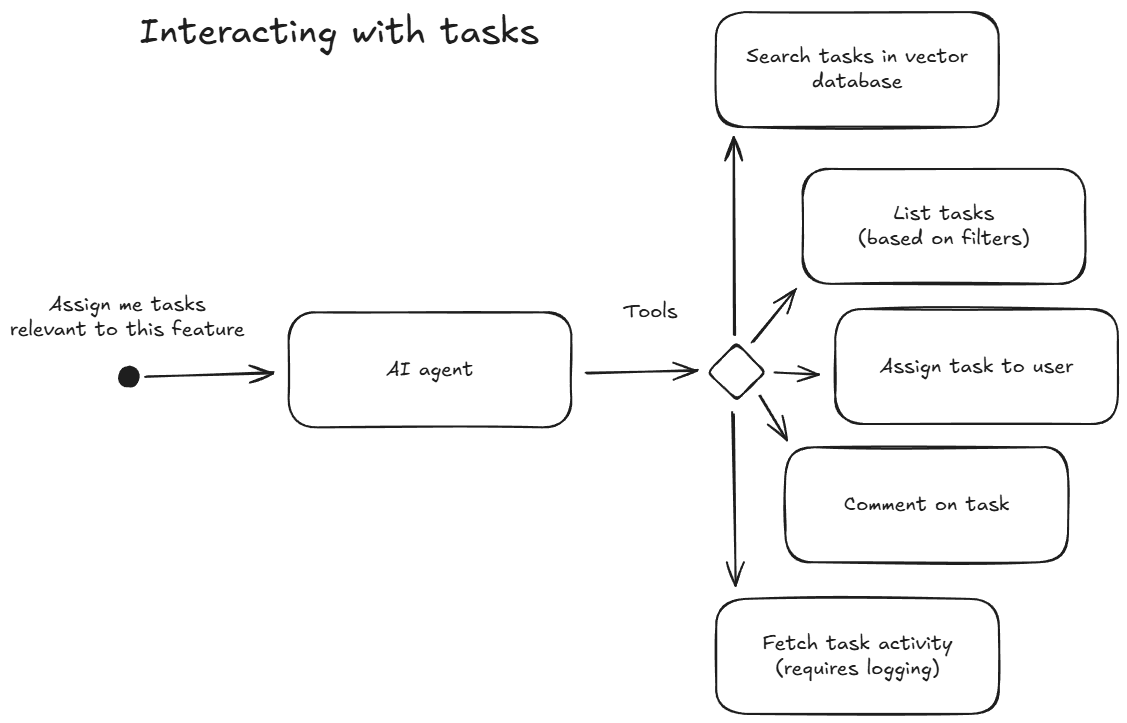 Interacting with tasks
Search tasks in vector
database
List tasks
(based on filters)
Assign me tasks
relevant to this feature
AI agent
Tools
Assign task to user
Comment on task
Fetch task activity
(requires logging)